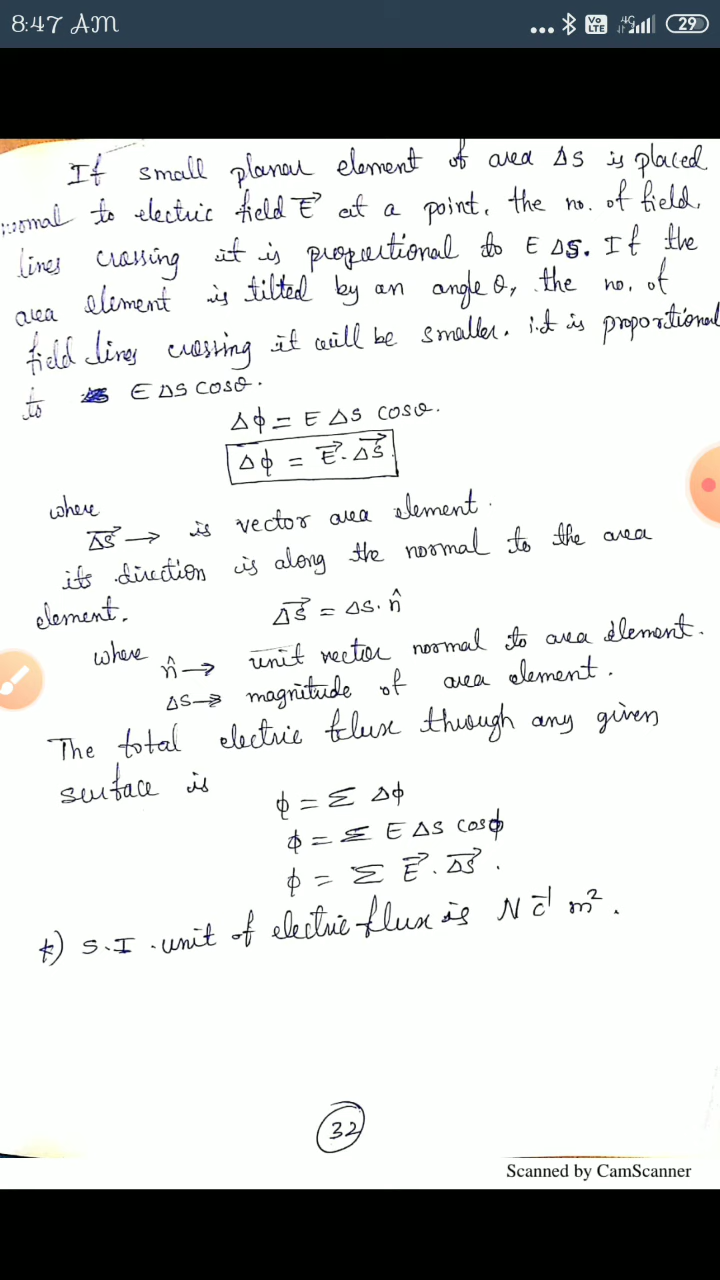 8:47 AM
... Vo LTE 4G 29
If small planar element of area ΔS is placed
normal to electric field E⃗ at a point, the no. of field
lines crossing it is proportional to E ΔS. If the
area element is tilted by an angle θ, the no. of
field lines crossing it will be smaller. it is proportional
to E ΔS cosθ.
Δϕ = E ΔS cosθ.
Δϕ = E⃗. ΔS⃗
where
ΔS⃗ → is vector area element.
its direction is along the normal to the area
element. ΔS⃗ = ΔS. n̂
where n̂ → unit vector normal to area element.
ΔS → magnitude of area element.
The total electric flux through any given
surface is
ϕ = Σ Δϕ
ϕ = Σ E ΔS cosϕ
ϕ = Σ E⃗. ΔS⃗.
*) S.I. unit of electric flux is N c̄ˡ m².
32
Scanned by CamScanner